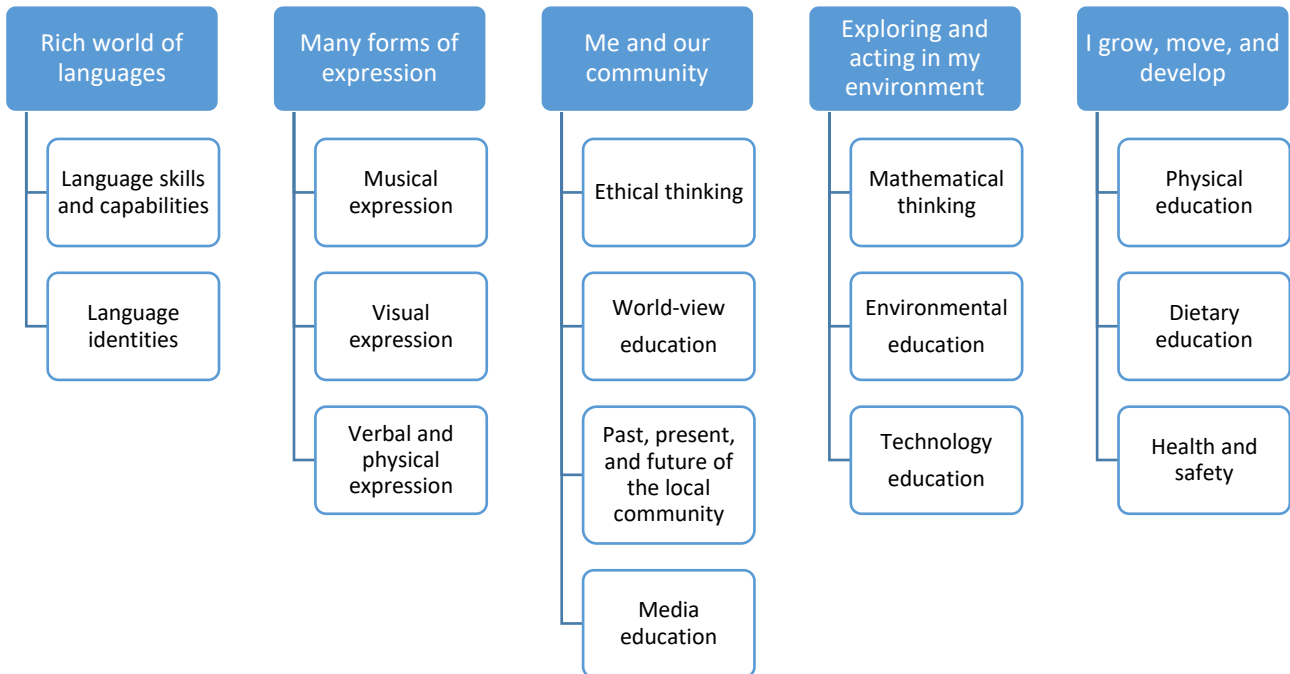 Rich world of
languages
Language skills
and capabilities
Language
identities
Many forms of
expression
Musical
expression
Visual
expression
Verbal and
physical
expression
Me and our
community
Ethical thinking
World-view
education
Past, present,
and future of
the local
community
Media
education
Exploring and
acting in my
environment
Mathematical
thinking
Environmental
education
Technology
education
I grow, move, and
develop
Physical
education
Dietary
education
Health and
safety